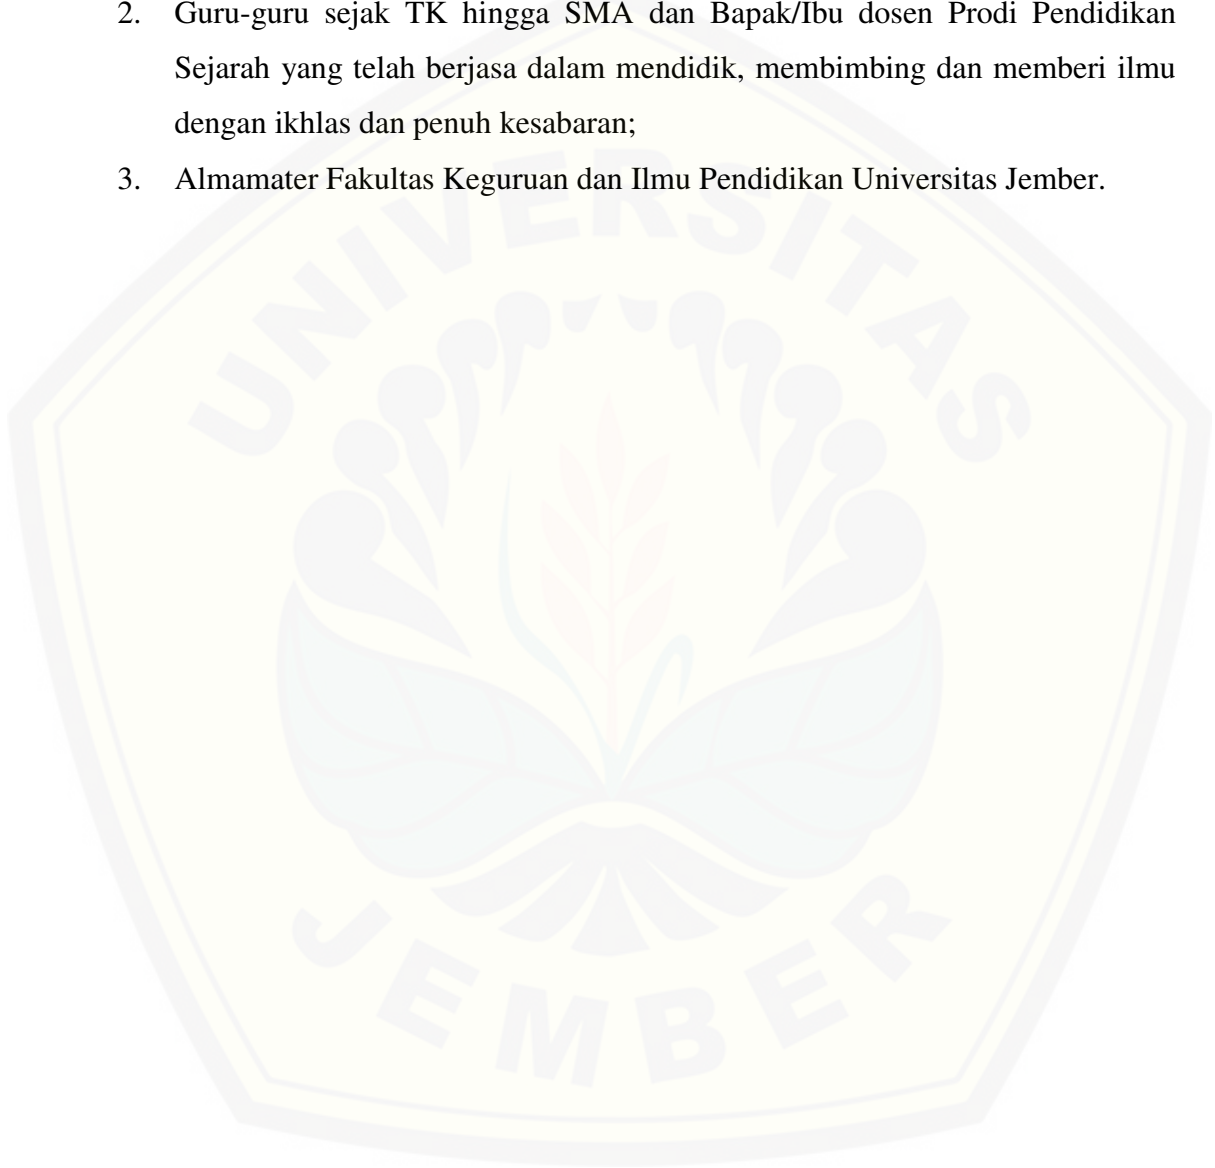 2. Guru-guru sejak TK hingga SMA dan Bapak/Ibu dosen Prodi Pendidikan
Sejarah yang telah berjasa dalam mendidik, membimbing dan memberi ilmu
dengan ikhlas dan penuh kesabaran;
3. Almamater Fakultas Keguruan dan Ilmu Pendidikan Universitas Jember.
UNIVERSITAS
JEMBER